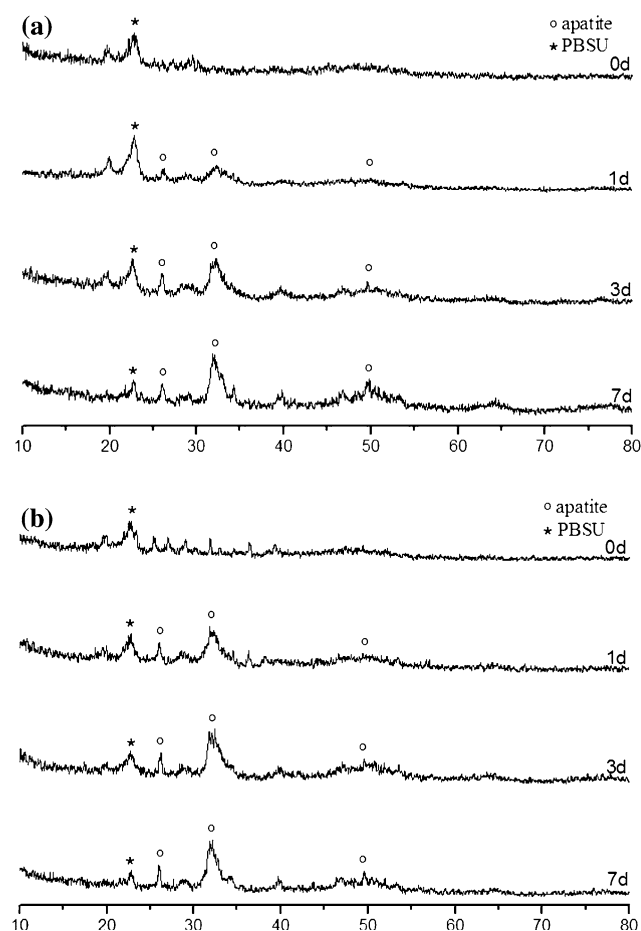 (a)
○ apatite
★ PBSU
★
0d
★
○ ○ ○
1d
★ ○ ○ ○
3d
★ ○ ○ ○
7d
10 20 30 40 50 60 70 80
(b)
○ apatite
★ PBSU
★
0d
★ ○ ○ ○
1d
★ ○ ○ ○
3d
★ ○ ○ ○
7d
10 20 30 40 50 60 70 80